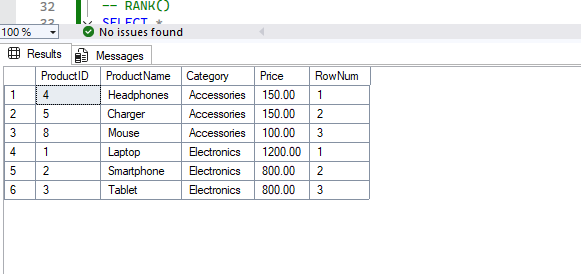 32 -- RANK()
33 SELECT *
100 % No issues found
Results Messages
ProductID ProductName Category Price RowNum
1 4 Headphones Accessories 150.00 1
2 5 Charger Accessories 150.00 2
3 8 Mouse Accessories 100.00 3
4 1 Laptop Electronics 1200.00 1
5 2 Smartphone Electronics 800.00 2
6 3 Tablet Electronics 800.00 3